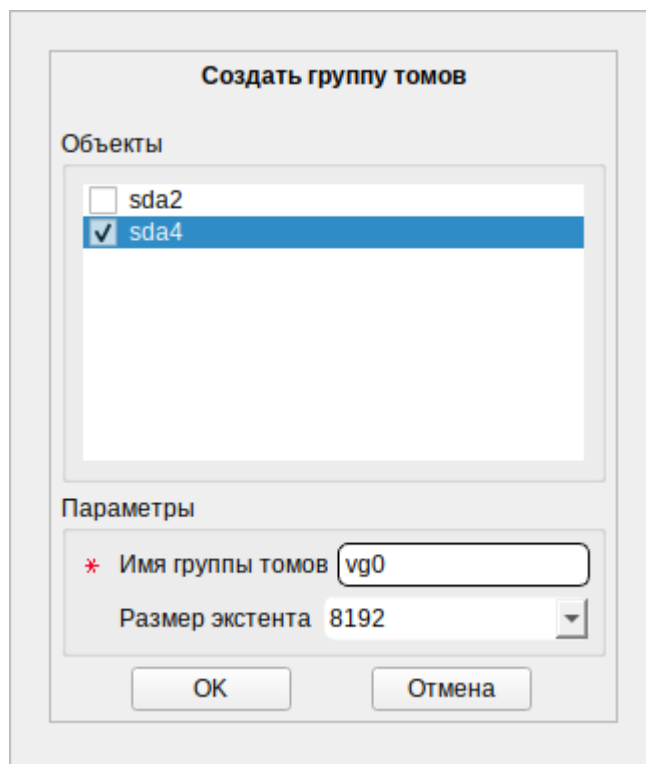 Создать группу томов
Объекты
sda2
sda4
Параметры
* Имя группы томов vg0
Размер экстента 8192
OK Отмена